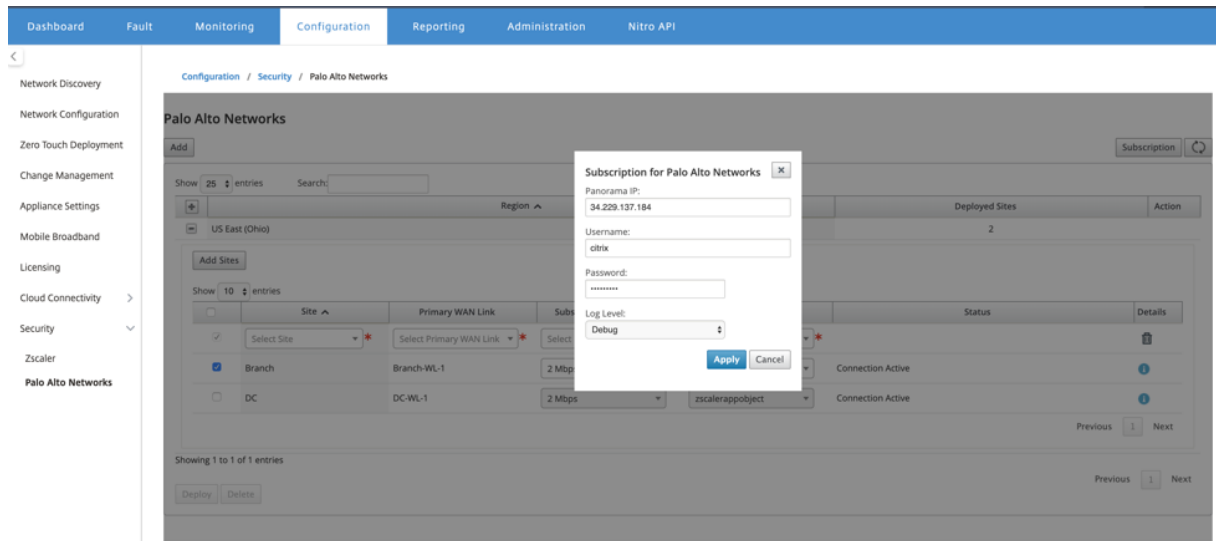 Dashboard Fault Monitoring Configuration Reporting Administration Nitro API
<
Configuration / Security / Palo Alto Networks
Network Discovery
Network Configuration
Zero Touch Deployment
Change Management
Appliance Settings
Mobile Broadband
Licensing
Cloud Connectivity >
Security
Zscaler
Palo Alto Networks
Palo Alto Networks
Add Subscription
Show 25 entries Search:
Region Deployed Sites Action
US East (Ohio) 2
Add Sites
Show 10 entries
Site Primary WAN Link Subs Status Details
Select Site * Select Primary WAN Link * Select *
Branch Branch-WL-1 2 Mbp Connection Active
DC DC-WL-1 2 Mbps zscalerappobject Connection Active
Previous 1 Next
Showing 1 to 1 of 1 entries
Previous 1 Next
Deploy Delete
Subscription for Palo Alto Networks x
Panorama IP:
34.229.137.184
Username:
citrix
Password:
•••••••••
Log Level:
Debug
Apply Cancel